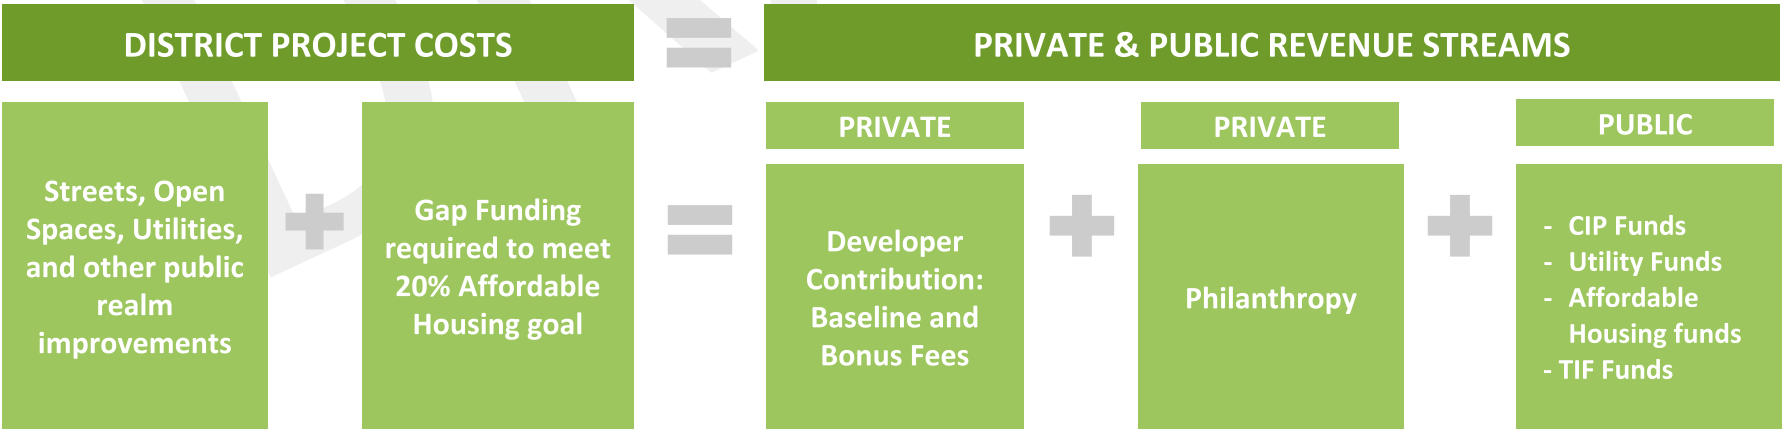 DISTRICT PROJECT COSTS
PRIVATE & PUBLIC REVENUE STREAMS
Streets, Open
Spaces, Utilities,
and other public
realm
improvements
Gap Funding
required to meet
20% Affordable
Housing goal
PRIVATE
Developer
Contribution:
Baseline and
Bonus Fees
PRIVATE
Philanthropy
PUBLIC
- CIP Funds
- Utility Funds
- Affordable
Housing funds
- TIF Funds